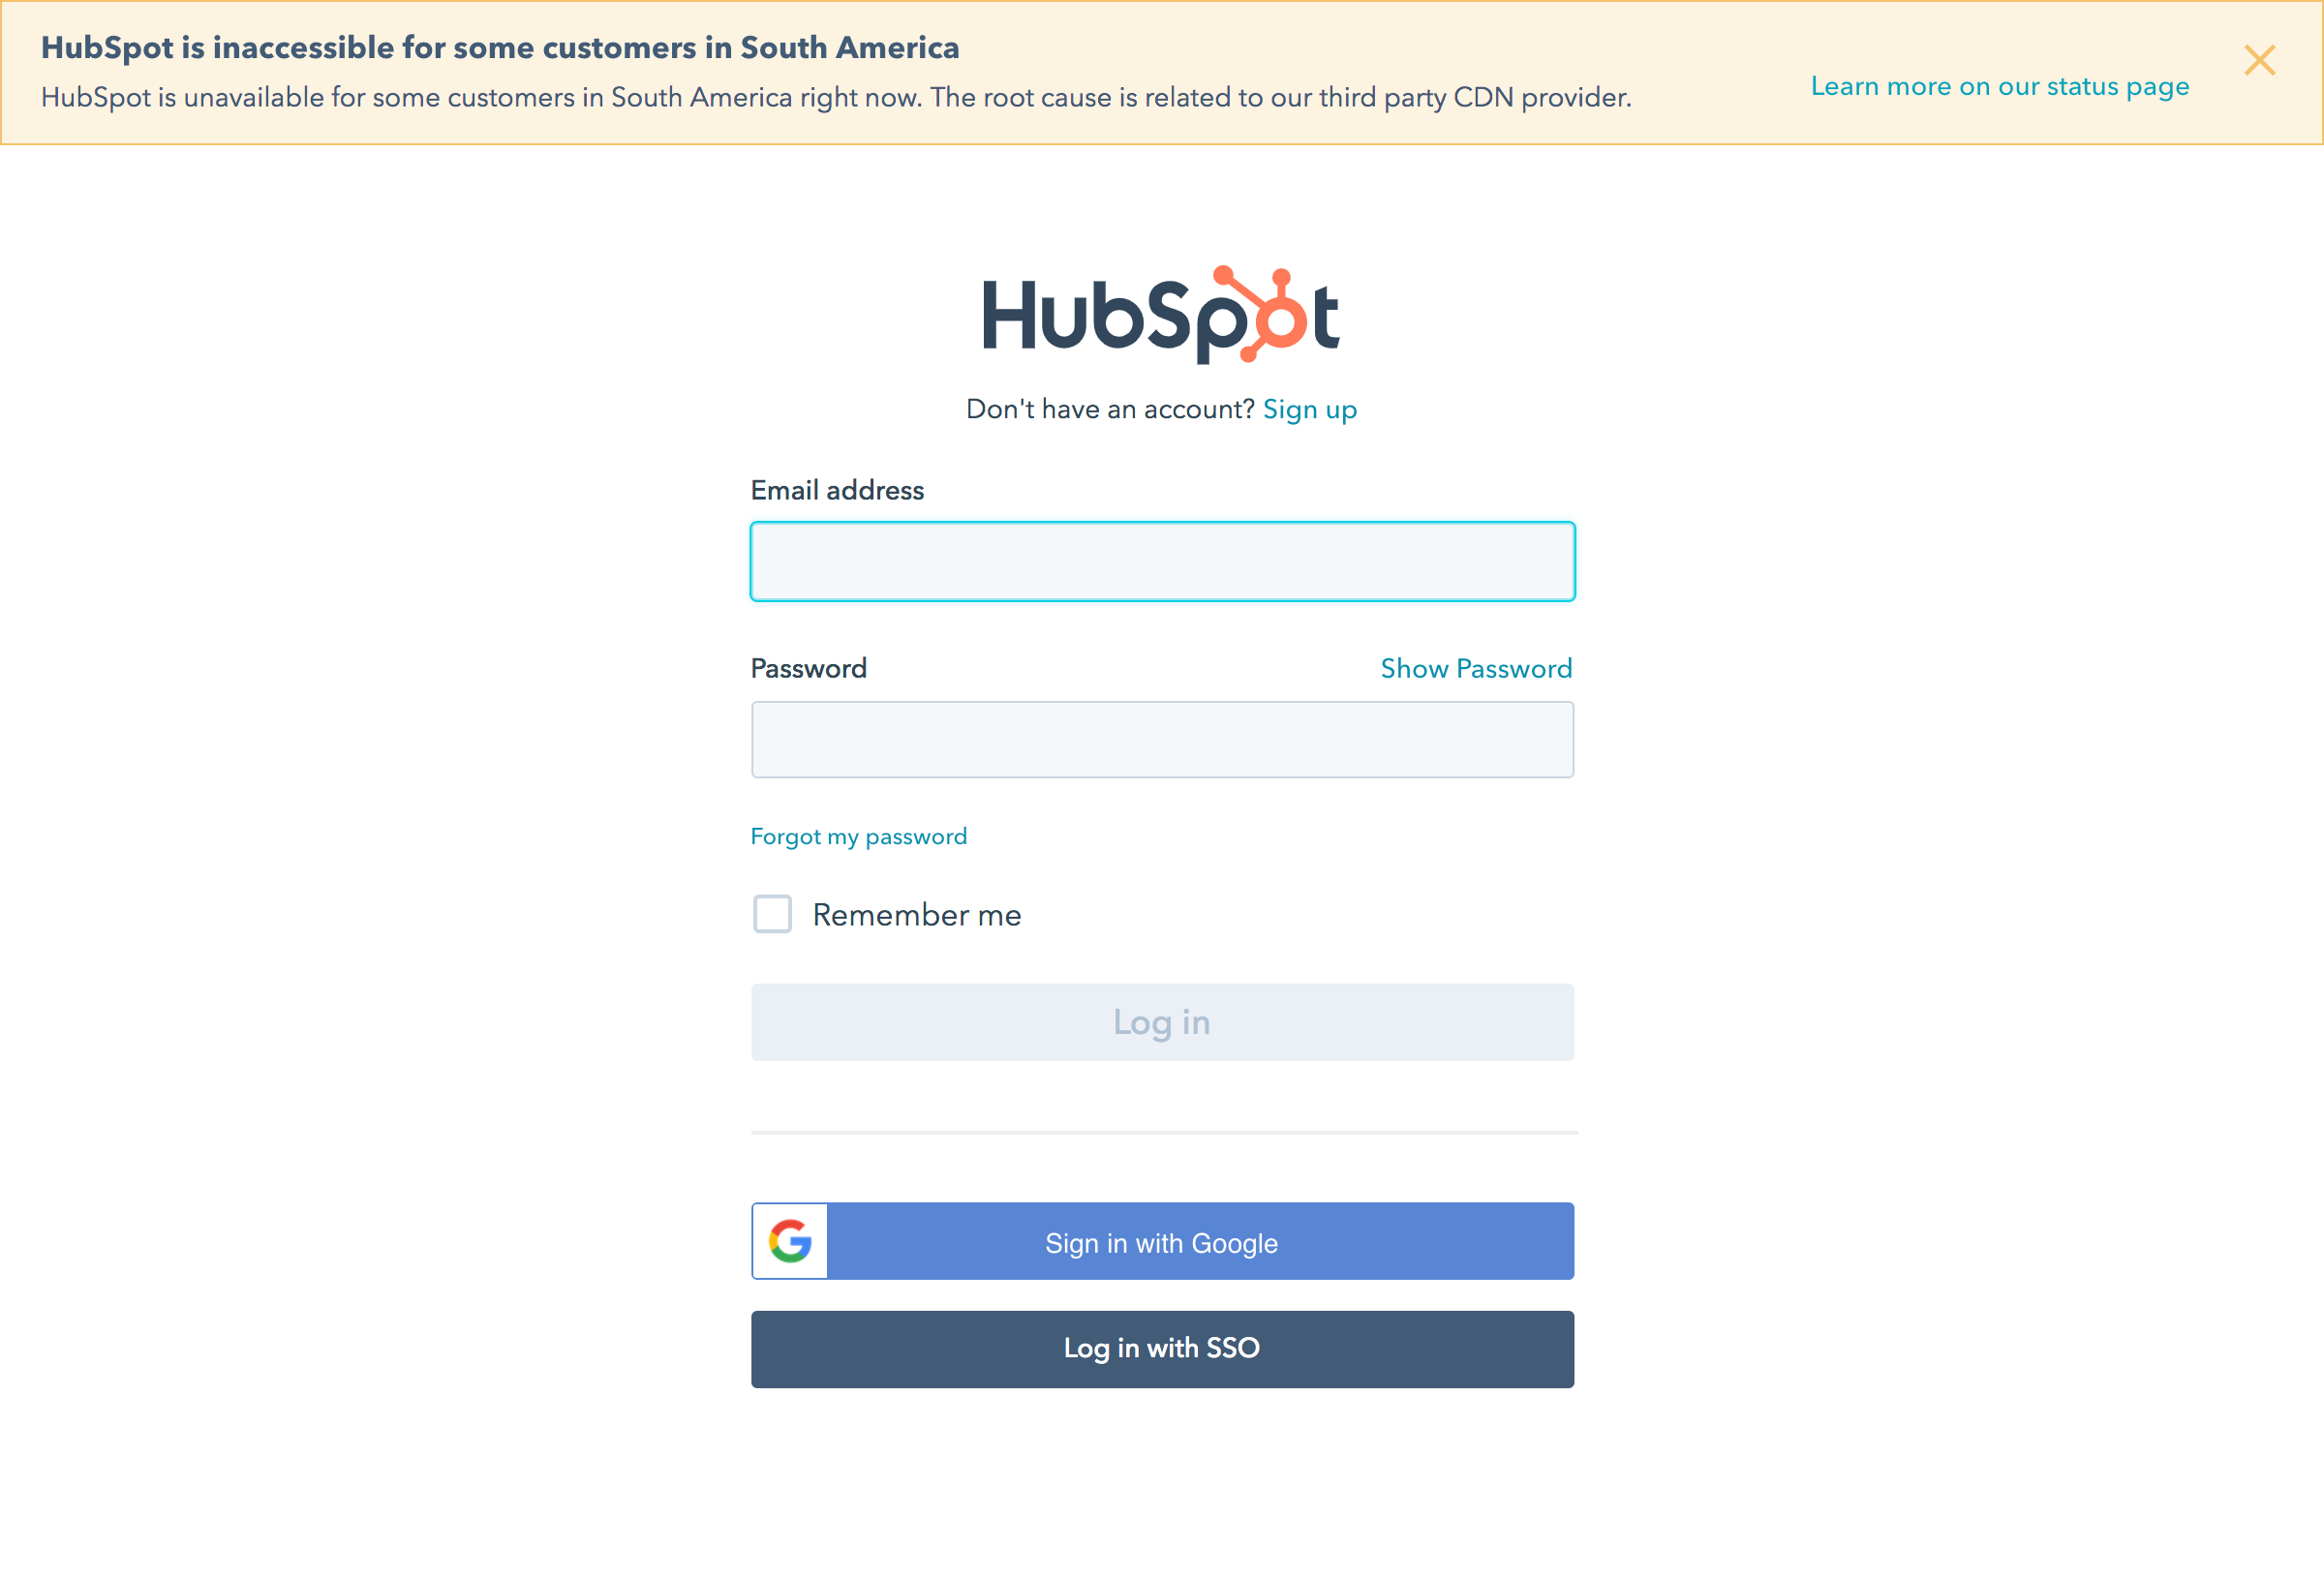 HubSpot is inaccessible for some customers in South America
HubSpot is unavailable for some customers in South America right now. The root cause is related to our third party CDN provider.
Learn more on our status page
HubSpot
Don't have an account? Sign up
Email address
Password
Show Password
Forgot my password
Remember me
Log in
Sign in with Google
Log in with SSO